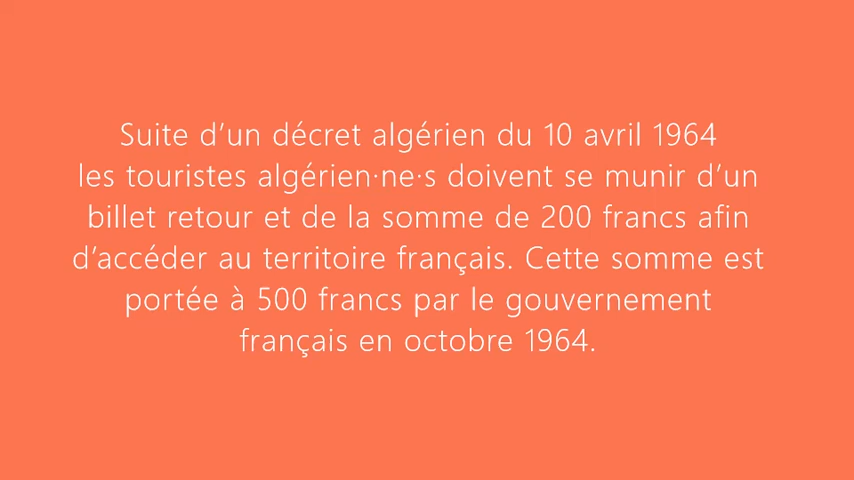 Suite d’un décret algérien du 10 avril 1964
les touristes algérien·ne·s doivent se munir d’un
billet retour et de la somme de 200 francs afin
d’accéder au territoire français. Cette somme est
portée à 500 francs par le gouvernement
français en octobre 1964.